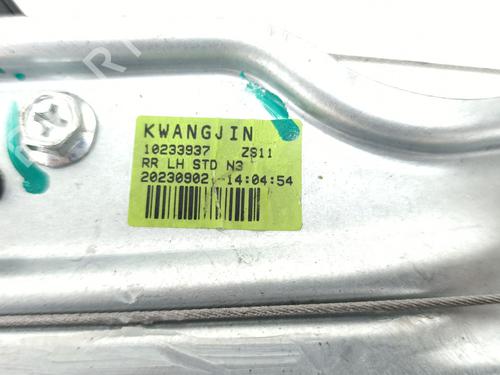 KWANGJIN
10233937 ZS11
RR LH STD N3
20230902 14:04:54